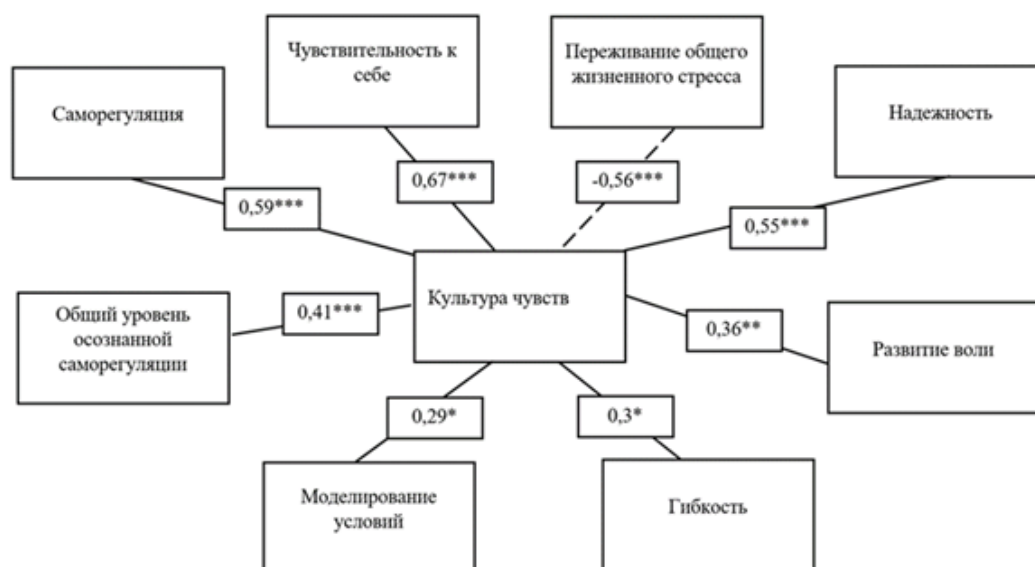 Чувствительность к
себе
Переживание общего
жизненного стресса
Саморегуляция
Надежность
0,67***
-0,56***
0,59***
0,55***
Культура чувств
Общий уровень
осознанной
саморегуляции
0,41***
0,36**
Развитие воли
0,29*
0,3*
Моделирование
условий
Гибкость